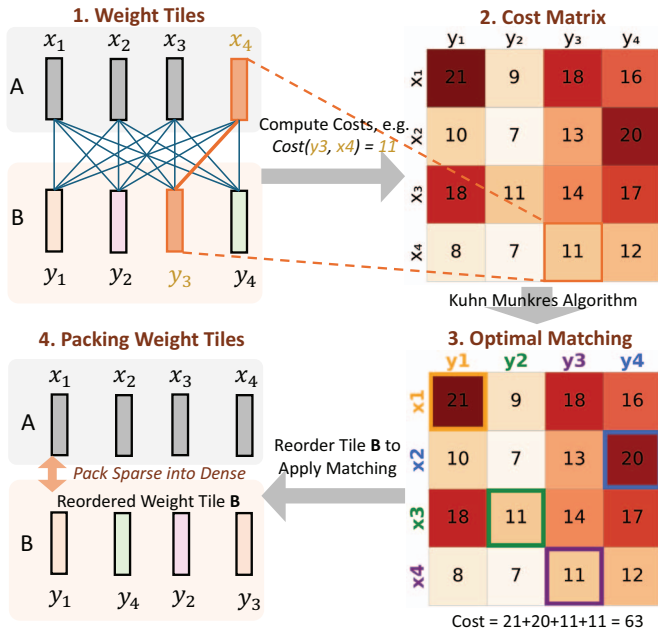 1. Weight Tiles
x₁ x₂ x₃ x₄
A
B
y₁ y₂ y₃ y₄
Compute Costs, e.g.
Cost(y3, x4) = 11
2. Cost Matrix
y₁ y₂ y₃ y₄
x₁ 21 9 18 16
x₂ 10 7 13 20
x₃ 18 11 14 17
x₄ 8 7 11 12
Kuhn Munkres Algorithm
3. Optimal Matching
y1 y2 y3 y4
x1 21 9 18 16
x2 10 7 13 20
x3 18 11 14 17
x4 8 7 11 12
Cost = 21+20+11+11 = 63
Reorder Tile B to
Apply Matching
4. Packing Weight Tiles
x₁ x₂ x₃ x₄
A
Pack Sparse into Dense
Reordered Weight Tile B
B
y₁ y₄ y₂ y₃